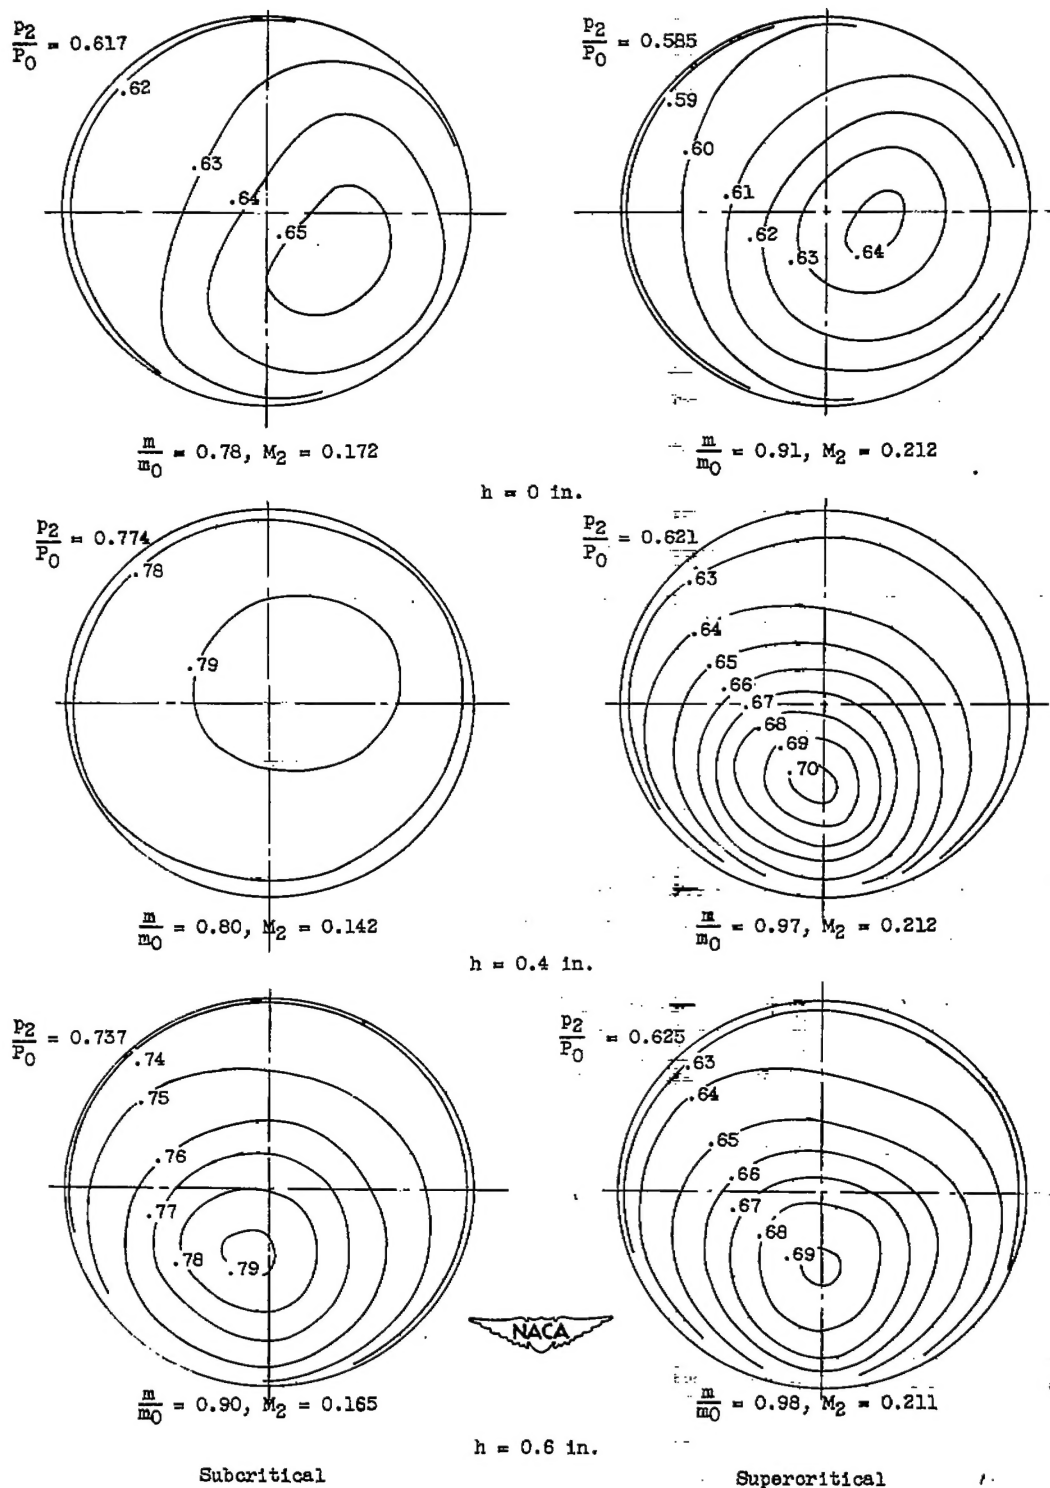 p2/P0 = 0.617
.62
.63
.64
.65
m/m0 = 0.78, M2 = 0.172
p2/P0 = 0.585
.59
.60
.61
.62
.63
.64
m/m0 = 0.91, M2 = 0.212
h = 0 in.
p2/P0 = 0.774
.78
.79
m/m0 = 0.80, M2 = 0.142
p2/P0 = 0.621
.63
.64
.65
.66
.67
.68
.69
.70
m/m0 = 0.97, M2 = 0.212
h = 0.4 in.
p2/P0 = 0.737
.74
.75
.76
.77
.78
.79
m/m0 = 0.90, M2 = 0.165
p2/P0 = 0.625
.63
.64
.65
.66
.67
.68
.69
m/m0 = 0.98, M2 = 0.211
NACA
h = 0.6 in.
Subcritical
Supercritical